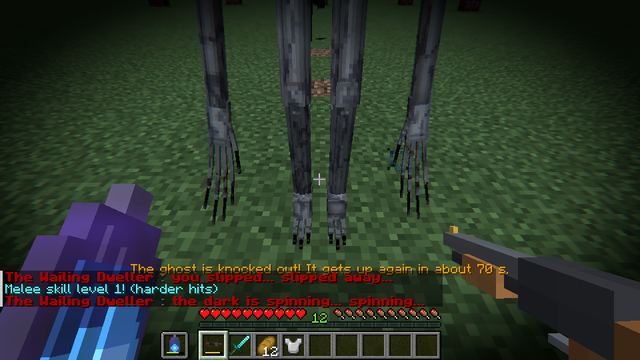 The ghost is knocked out! It gets up again in about 70 s.
The Wailing Dweller : you slipped... slipped away...
Melee skill level 1! (harder hits)
The Wailing Dweller : the dark is spinning... spinning...
12
12